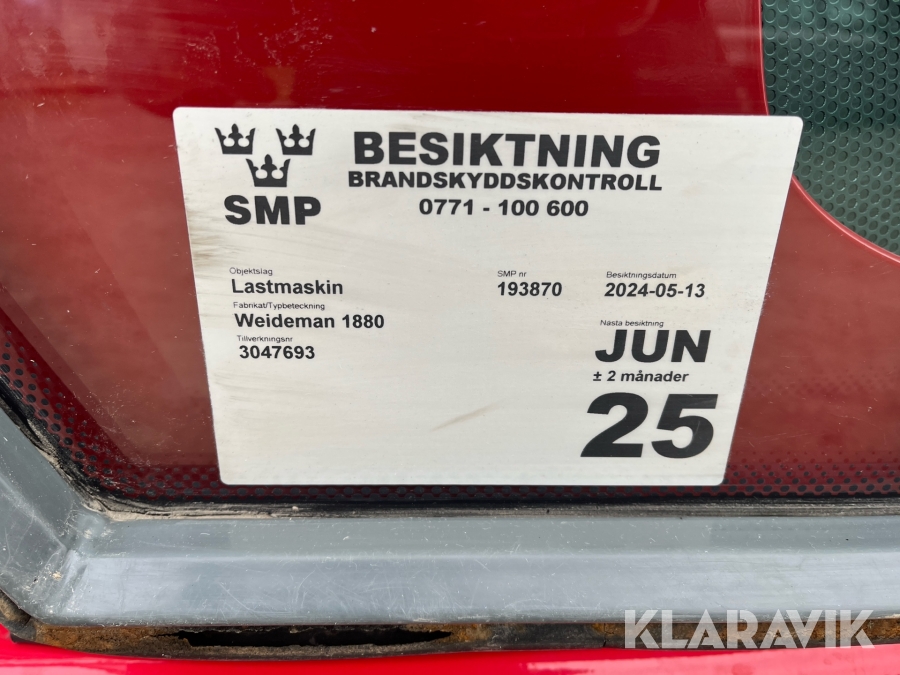 SMP
BESIKTNING
BRANDSKYDDSKONTROLL
0771 - 100 600
Objektslag
Lastmaskin
Fabrikat/Typbeteckning
Weideman 1880
Tillverkningsnr
3047693
SMP nr
193870
Besiktningsdatum
2024-05-13
Nästa besiktning
JUN
± 2 månader
25
KLARAVIK